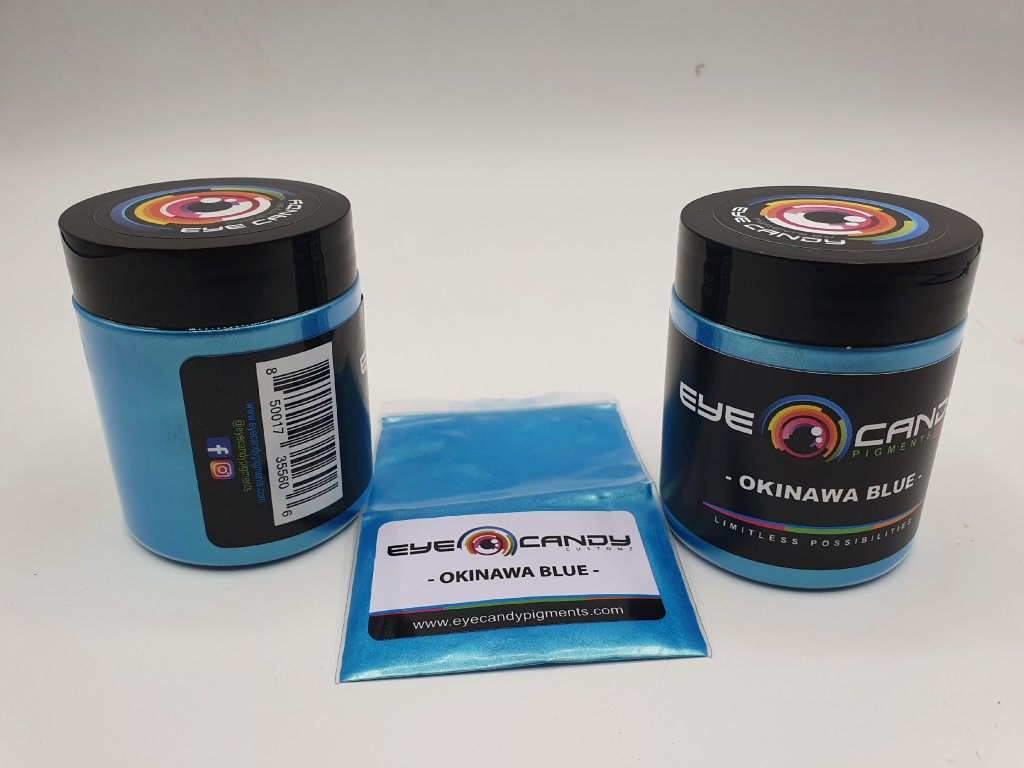 EYE CANDY
www.eyecandypigments.com
@eyecandypigments
8 50017 35560 6
EYE CANDY
CUSTOMZ
- OKINAWA BLUE -
www.eyecandypigments.com
EYE CANDY
EYE CANDY
PIGMENTS
- OKINAWA BLUE -
LIMITLESS POSSIBILITIES